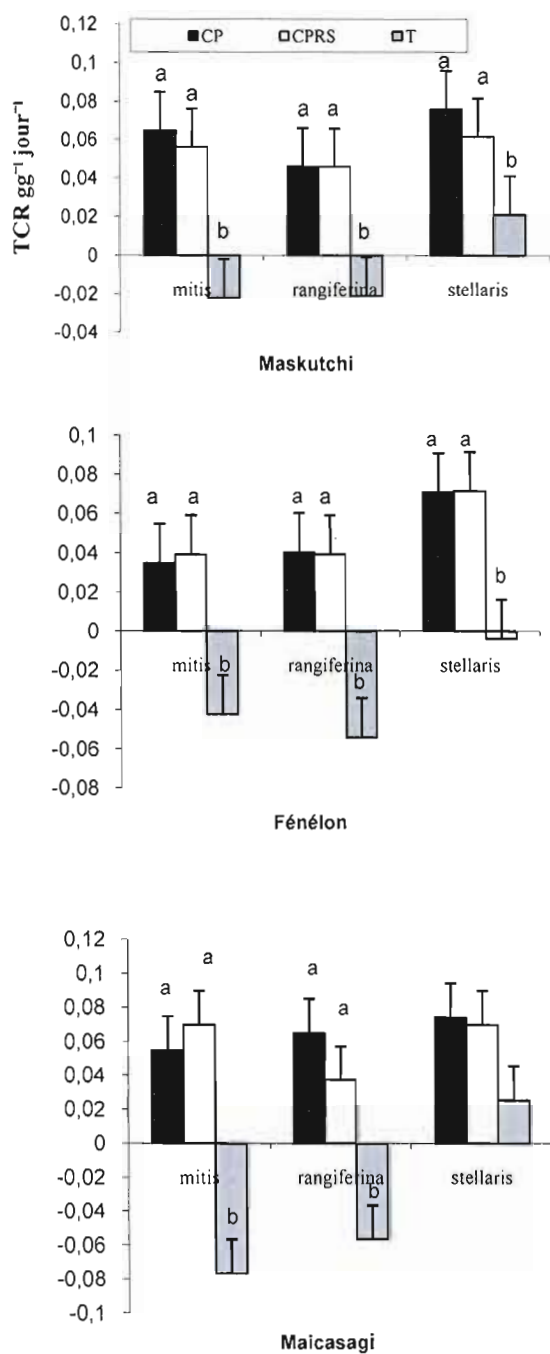 CP CPRS T
TCR gg⁻¹ jour⁻¹
0,12
0,1
0,08
0,06
0,04
0,02
0
-0,02
-0,04
a a b a a b a a b
mitis rangiferina stellaris
Maskutchi
0,1
0,08
0,06
0,04
0,02
0
-0,02
-0,04
-0,06
-0,08
a a b a a b a a b
mitis rangiferina stellaris
Fénélon
0,12
0,1
0,08
0,06
0,04
0,02
0
-0,02
-0,04
-0,06
-0,08
-0,1
a a b a a b
mitis rangiferina stellaris
Maicasagi